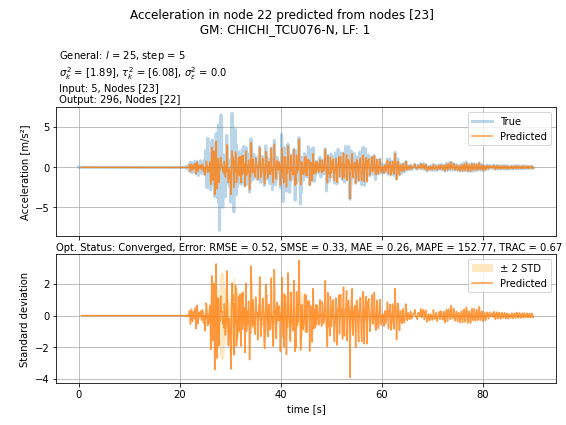 Acceleration in node 22 predicted from nodes [23]
GM: CHICHI_TCU076-N, LF: 1
General: l = 25, step = 5
σ²ₖ = [1.89], τ²ₖ = [6.08], σ²ₑ = 0.0
Input: 5, Nodes [23]
Output: 296, Nodes [22]
True
Predicted
Acceleration [m/s²]
5
0
−5
Opt. Status: Converged, Error: RMSE = 0.52, SMSE = 0.33, MAE = 0.26, MAPE = 152.77, TRAC = 0.67
± 2 STD
Predicted
Standard deviation
2
0
−2
−4
0 20 40 60 80
time [s]